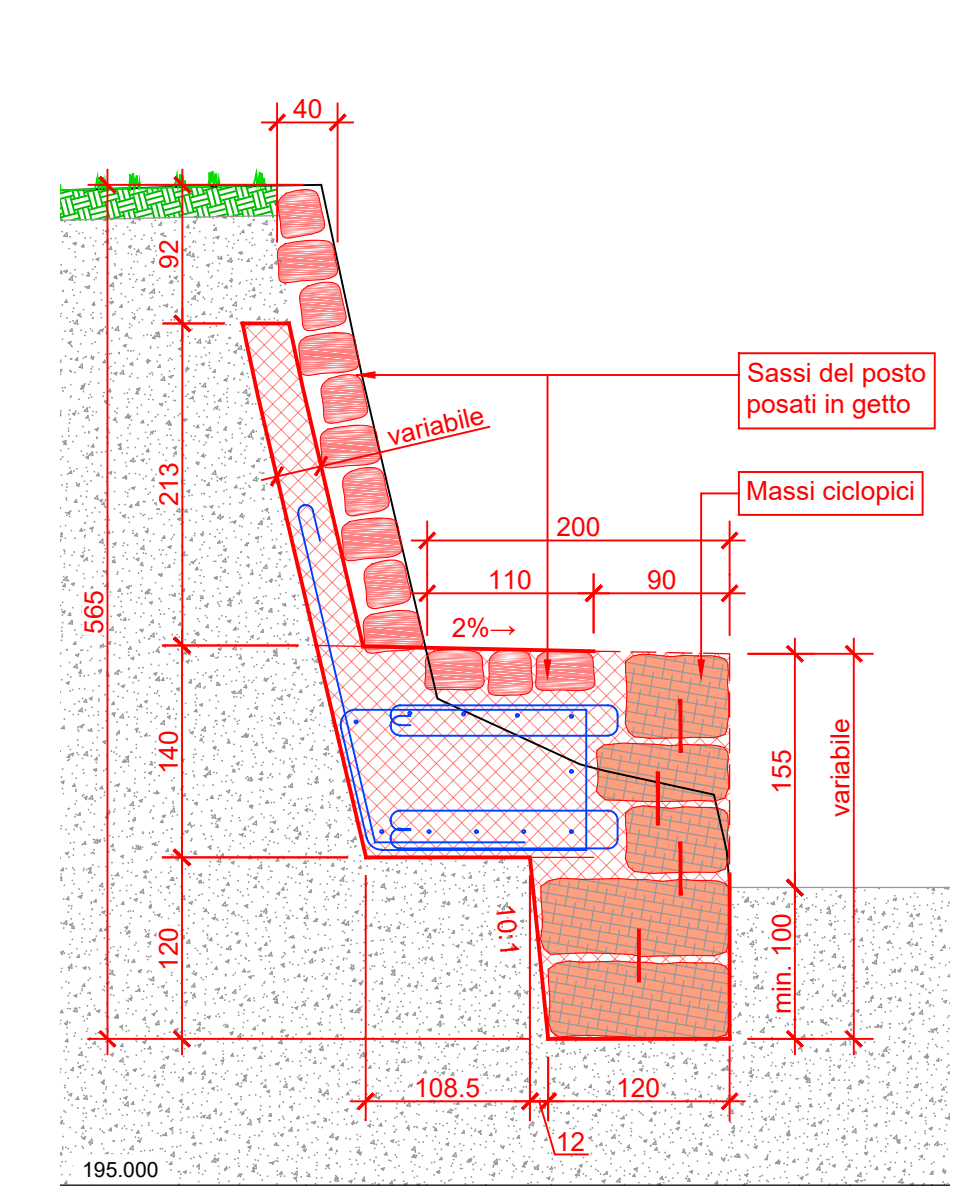 40
92
Sassi del posto
posati in getto
variabile
213
Massi ciclopici
200
110
90
565
2%→
140
155
variabile
120
10:1
min. 100
108.5
120
12
195.000